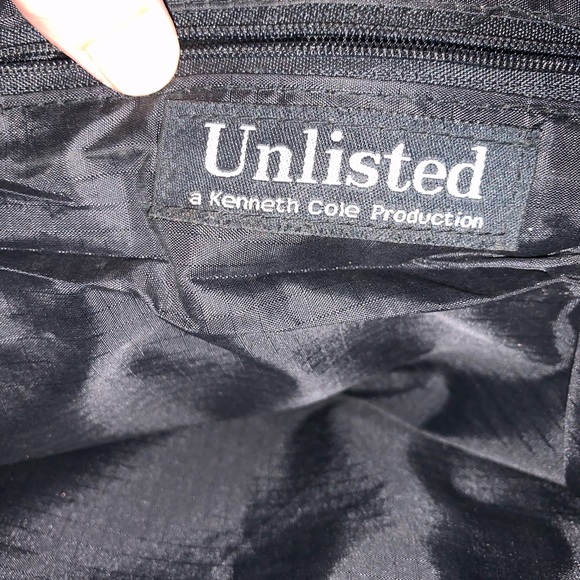 Unlisted
a Kenneth Cole Production